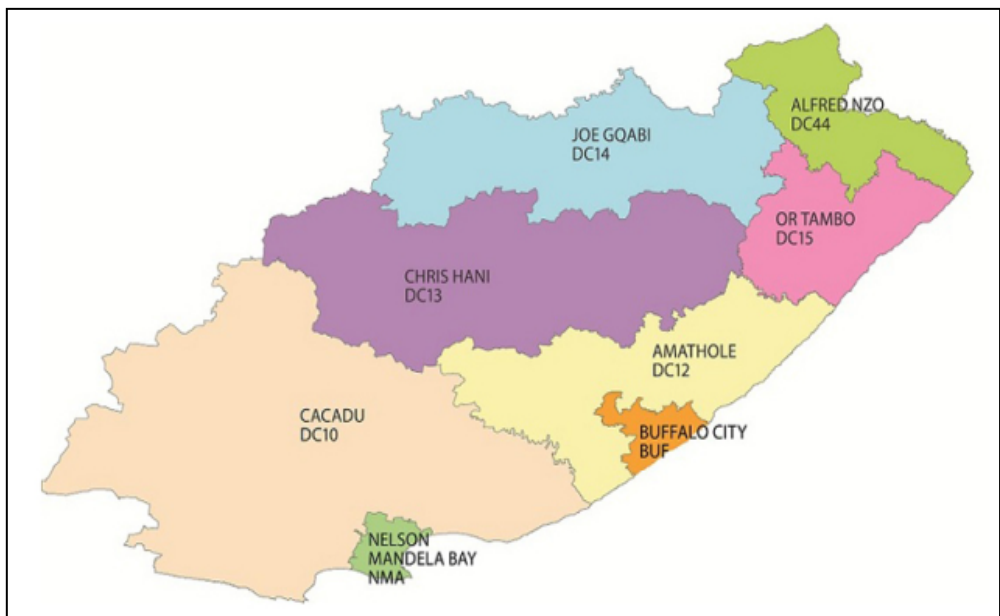 ALFRED NZO
DC44
JOE GQABI
DC14
OR TAMBO
DC15
CHRIS HANI
DC13
AMATHOLE
DC12
CACADU
DC10
BUFFALO CITY
BUF
NELSON
MANDELA BAY
NMA